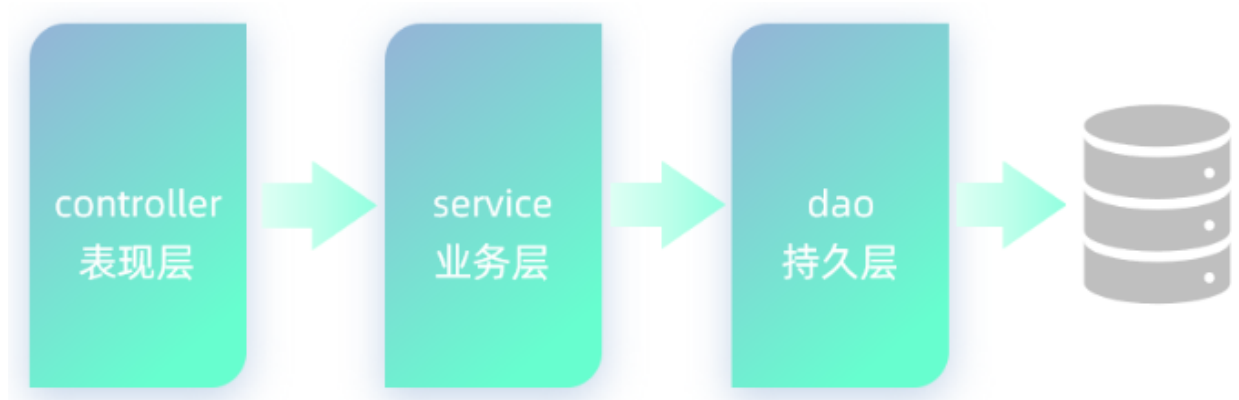 controller
表现层
service
业务层
dao
持久层